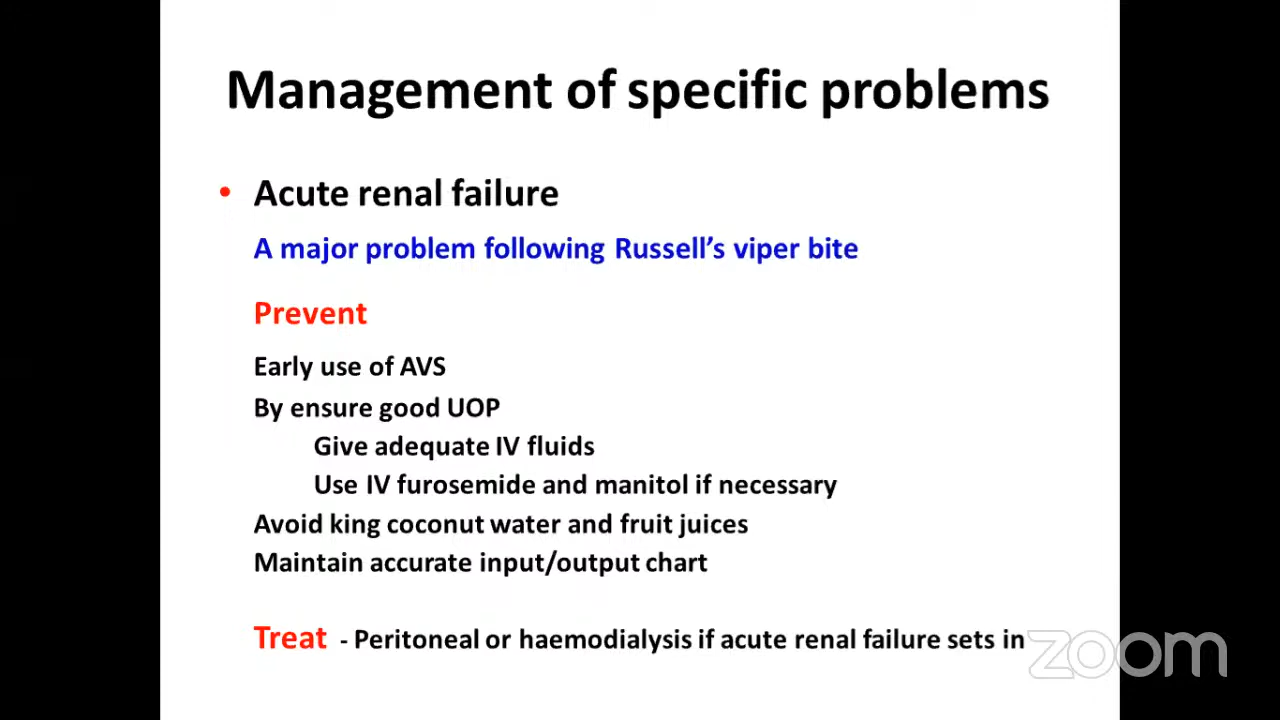 Management of specific problems
• Acute renal failure
A major problem following Russell’s viper bite
Prevent
Early use of AVS
By ensure good UOP
Give adequate IV fluids
Use IV furosemide and manitol if necessary
Avoid king coconut water and fruit juices
Maintain accurate input/output chart
Treat - Peritoneal or haemodialysis if acute renal failure sets in
zoom